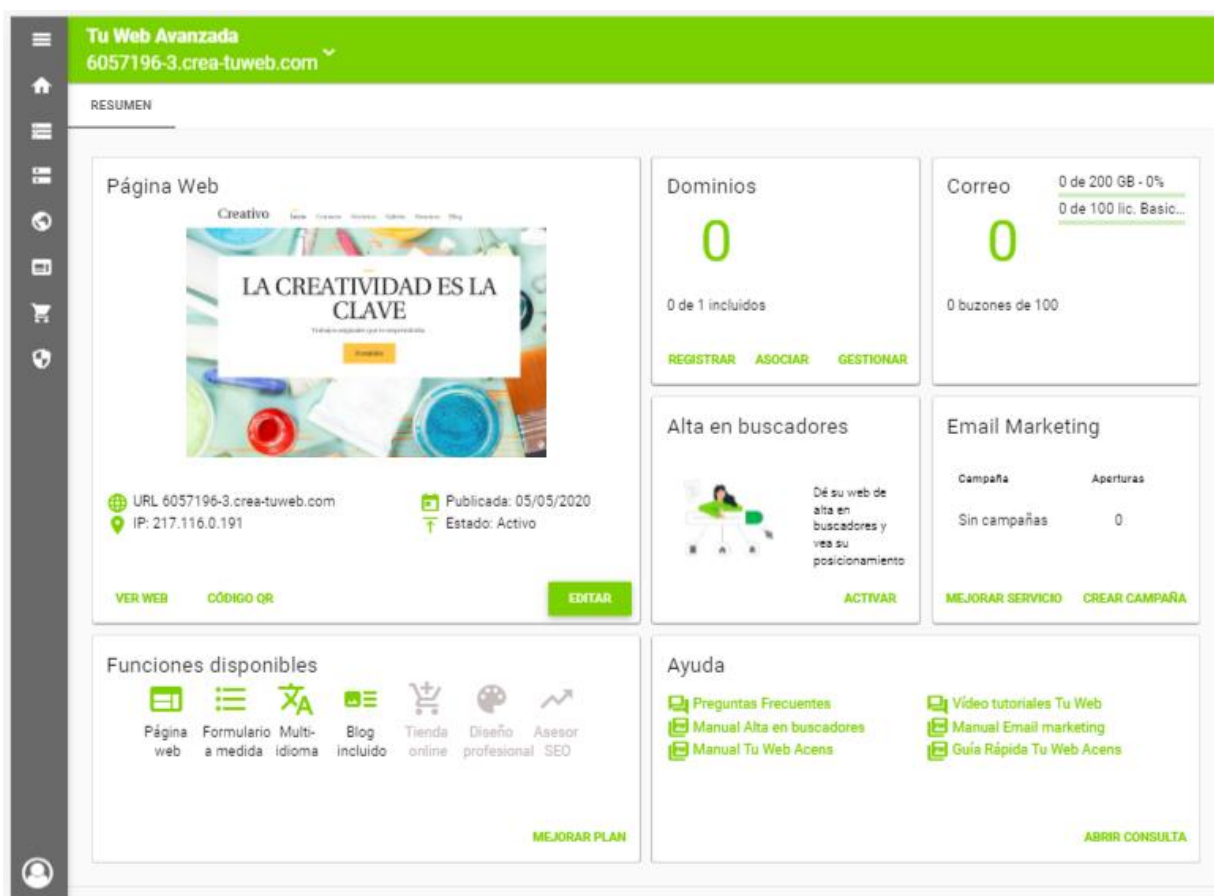 Tu Web Avanzada
6057196-3.crea-tuweb.com
RESUMEN
Página Web
Creativo
LA CREATIVIDAD ES LA
CLAVE
URL 6057196-3.crea-tuweb.com
IP: 217.116.0.191
Publicada: 05/05/2020
Estado: Activo
VER WEB
CÓDIGO QR
EDITAR
Dominios
0
0 de 1 incluidos
REGISTRAR
ASOCIAR
GESTIONAR
Correo
0 de 200 GB - 0%
0 de 100 lic. Basic...
0
0 buzones de 100
Alta en buscadores
Dé su web de
alta en
buscadores y
vea su
posicionamiento
ACTIVAR
Email Marketing
Campaña Aperturas
Sin campañas 0
MEJORAR SERVICIO
CREAR CAMPAÑA
Funciones disponibles
Página
web
Formulario
a medida
Multi-
idioma
Blog
incluido
Tienda
online
Diseño
profesional
Asesor
SEO
MEJORAR PLAN
Ayuda
Preguntas Frecuentes
Manual Alta en buscadores
Manual Tu Web Acens
Vídeo tutoriales Tu Web
Manual Email marketing
Guía Rápida Tu Web Acens
ABRIR CONSULTA